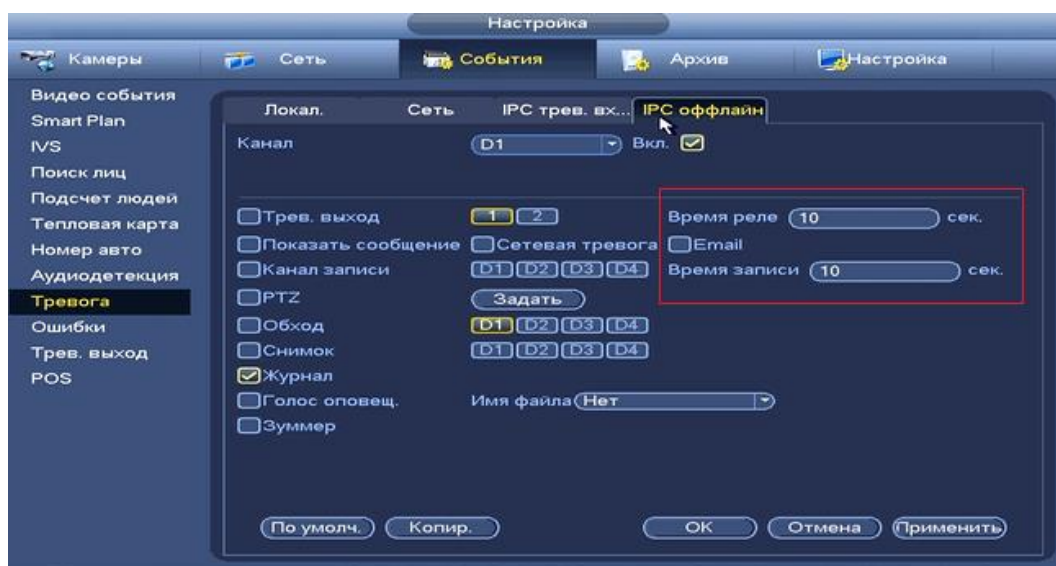 Настройка
Камеры Сеть События Архив Настройка
Видео события
Smart Plan
IVS
Поиск лиц
Подсчет людей
Тепловая карта
Номер авто
Аудиодетекция
Тревога
Ошибки
Трев. выход
POS
Локал. Сеть IPC трев. вх... IPC оффлайн
Канал D1 Вкл.
Трев. выход 1 2 Время реле 10 сек.
Показать сообщение Сетевая тревога Email
Канал записи D1 D2 D3 D4 Время записи 10 сек.
PTZ Задать
Обход D1 D2 D3 D4
Снимок D1 D2 D3 D4
Журнал
Голос оповещ. Имя файла Нет
Зуммер
По умолч. Копир. OK Отмена Применить